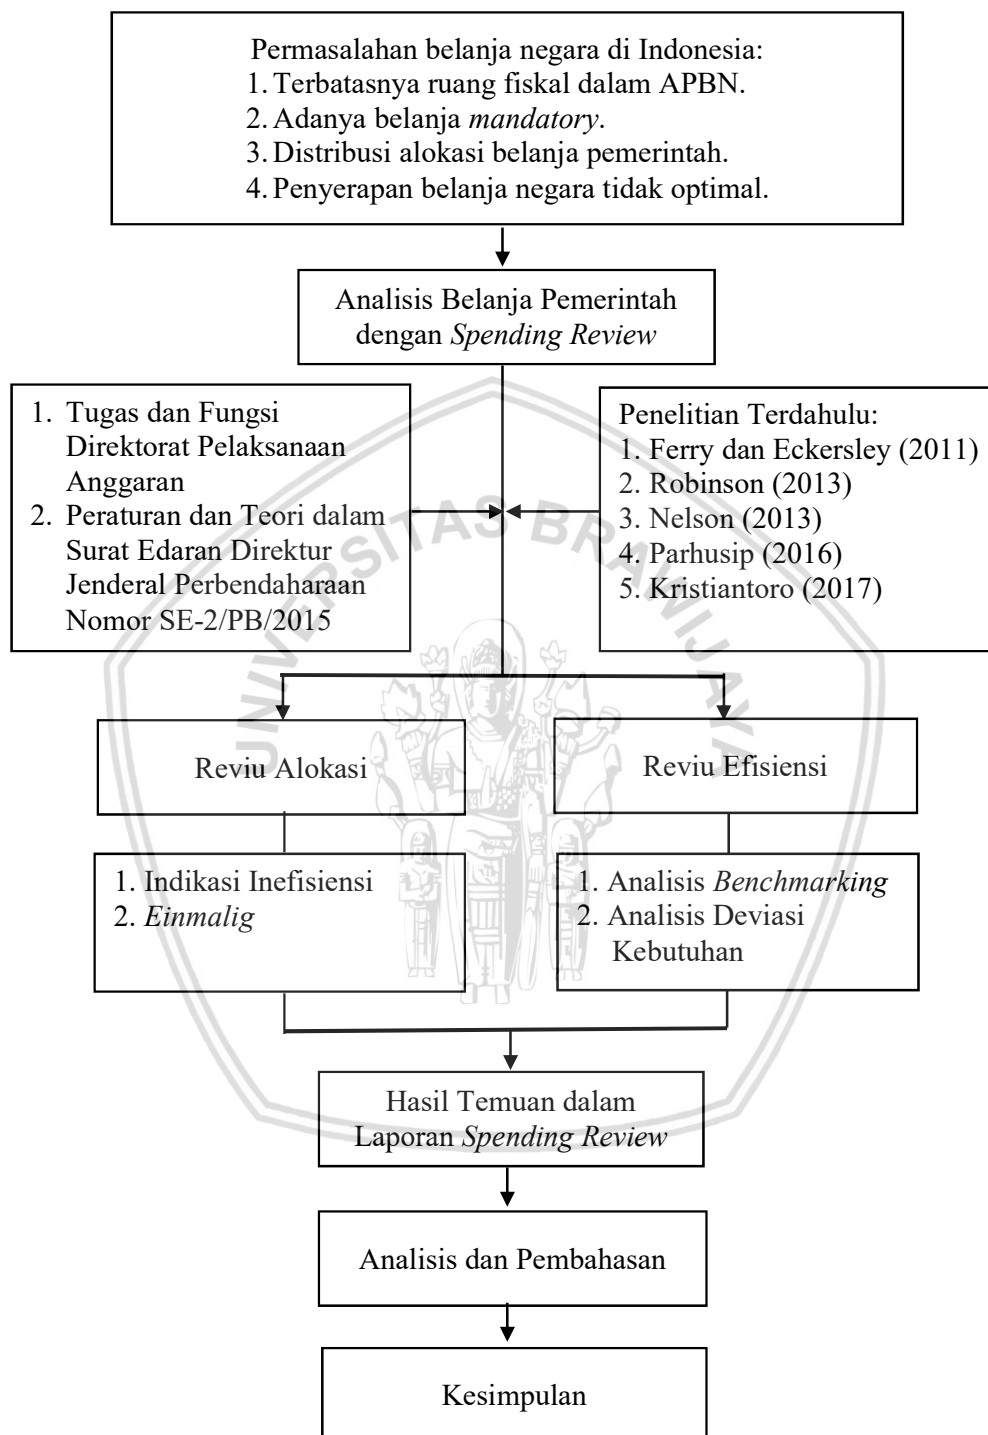 Permasalahan belanja negara di Indonesia:
1. Terbatasnya ruang fiskal dalam APBN.
2. Adanya belanja mandatory.
3. Distribusi alokasi belanja pemerintah.
4. Penyerapan belanja negara tidak optimal.
Analisis Belanja Pemerintah
dengan Spending Review
1. Tugas dan Fungsi
Direktorat Pelaksanaan
Anggaran
2. Peraturan dan Teori dalam
Surat Edaran Direktur
Jenderal Perbendaharaan
Nomor SE-2/PB/2015
Penelitian Terdahulu:
1. Ferry dan Eckersley (2011)
2. Robinson (2013)
3. Nelson (2013)
4. Parhusip (2016)
5. Kristiantoro (2017)
UNIVERSITAS BRAWIJAYA
Reviu Alokasi
Reviu Efisiensi
1. Indikasi Inefisiensi
2. Einmalig
1. Analisis Benchmarking
2. Analisis Deviasi
Kebutuhan
Hasil Temuan dalam
Laporan Spending Review
Analisis dan Pembahasan
Kesimpulan